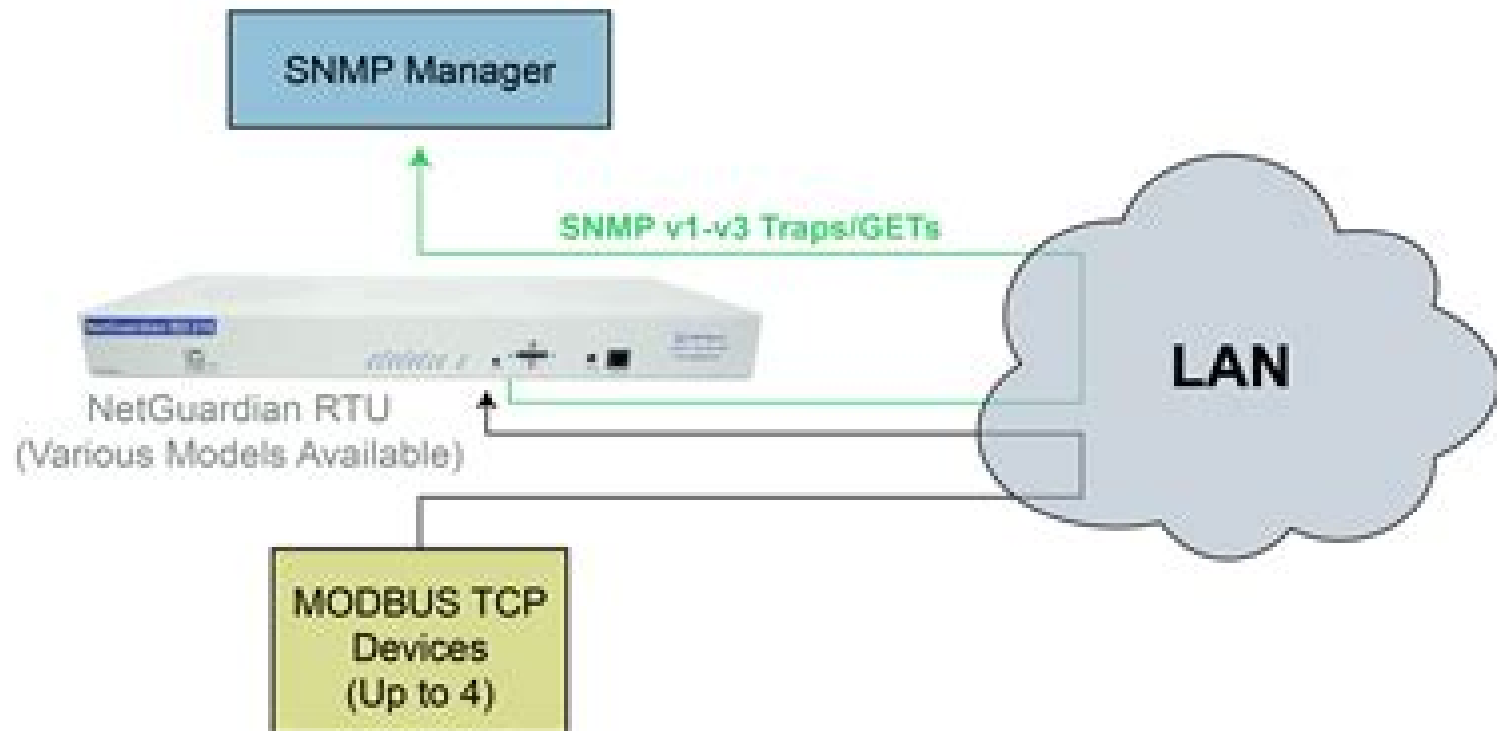 SNMP Manager
SNMP v1-v3 Traps/GETs
LAN
NetGuardian RTU
(Various Models Available)
MODBUS TCP
Devices
(Up to 4)